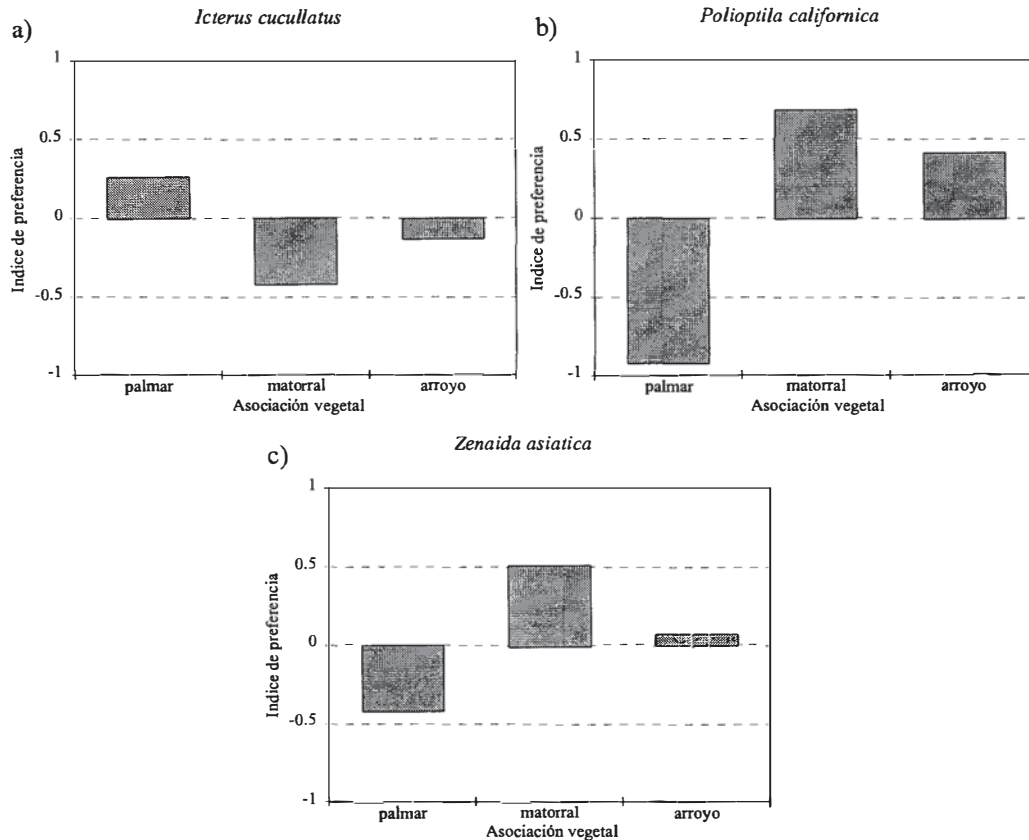 Icterus cucullatus
a)
1
0.5
0
-0.5
-1
Indice de preferencia
palmar matorral arroyo
Asociación vegetal
Polioptila californica
b)
1
0.5
0
-0.5
-1
Indice de preferencia
palmar matorral arroyo
Asociación vegetal
Zenaida asiatica
c)
1
0.5
0
-0.5
-1
Indice de preferencia
palmar matorral arroyo
Asociación vegetal